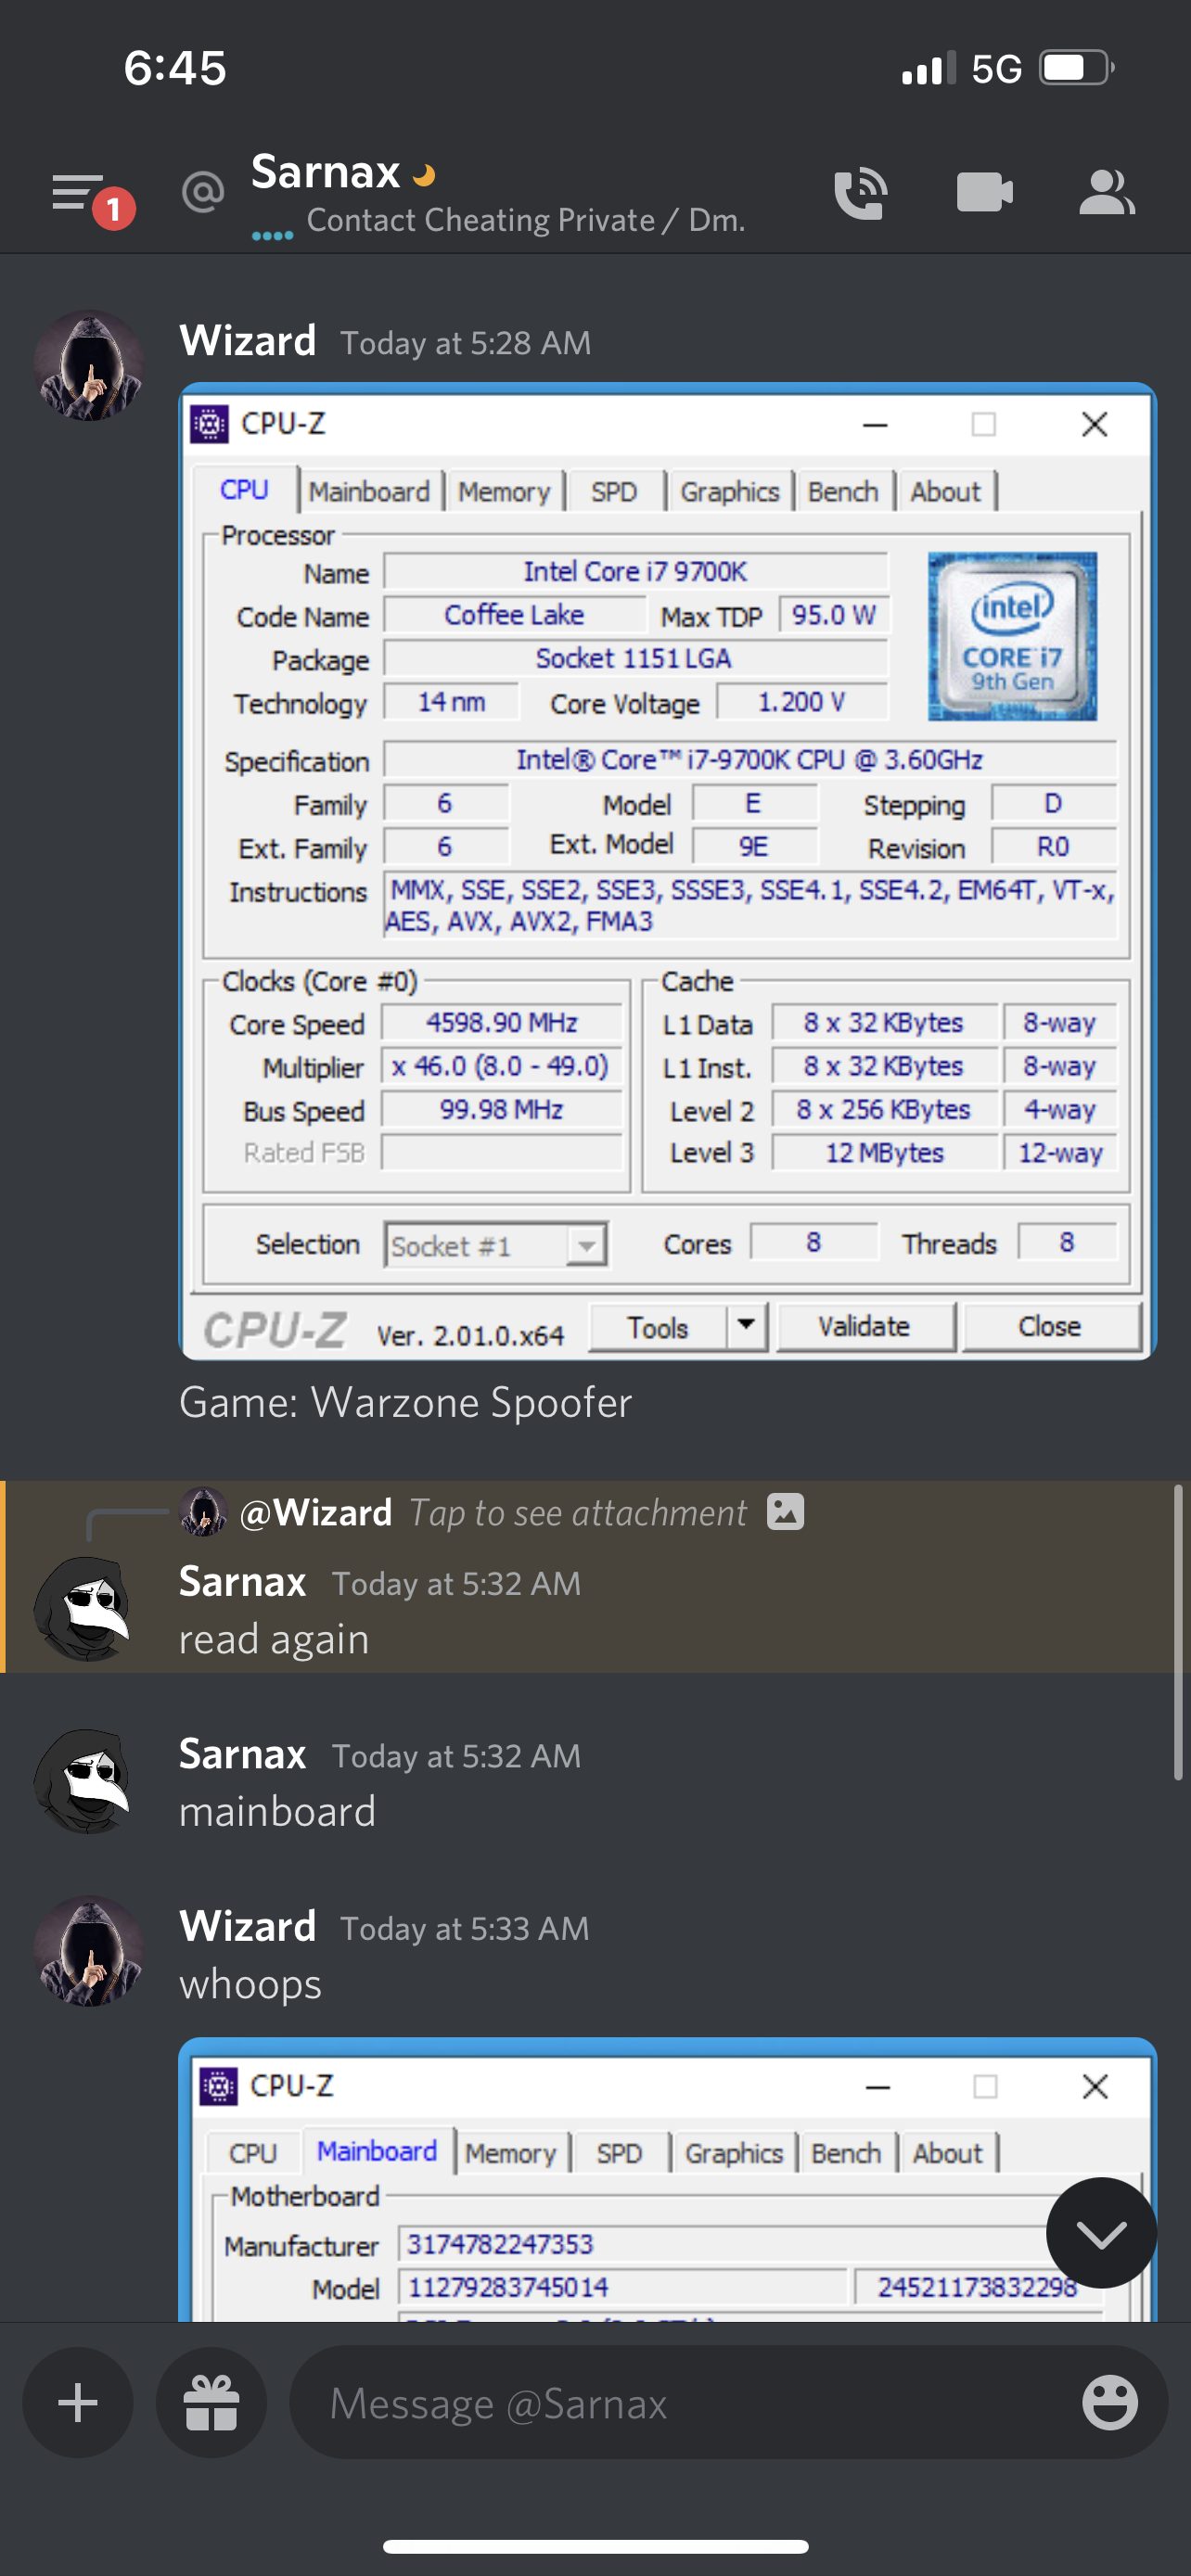 6:45
5G
1
@ Sarnax
Contact Cheating Private / Dm.
Wizard Today at 5:28 AM
CPU-Z
CPU Mainboard Memory SPD Graphics Bench About
Processor
Name Intel Core i7 9700K
Code Name Coffee Lake Max TDP 95.0 W
Package Socket 1151 LGA
Technology 14 nm Core Voltage 1.200 V
intel
CORE i7
9th Gen
Specification Intel® Core™ i7-9700K CPU @ 3.60GHz
Family 6 Model E Stepping D
Ext. Family 6 Ext. Model 9E Revision R0
Instructions MMX, SSE, SSE2, SSE3, SSSE3, SSE4.1, SSE4.2, EM64T, VT-x,
AES, AVX, AVX2, FMA3
Clocks (Core #0)
Core Speed 4598.90 MHz
Multiplier x 46.0 (8.0 - 49.0)
Bus Speed 99.98 MHz
Rated FSB
Cache
L1 Data 8 x 32 KBytes 8-way
L1 Inst. 8 x 32 KBytes 8-way
Level 2 8 x 256 KBytes 4-way
Level 3 12 MBytes 12-way
Selection Socket #1 Cores 8 Threads 8
CPU-Z Ver. 2.01.0.x64 Tools Validate Close
Game: Warzone Spoofer
@Wizard Tap to see attachment
Sarnax Today at 5:32 AM
read again
Sarnax Today at 5:32 AM
mainboard
Wizard Today at 5:33 AM
whoops
CPU-Z
CPU Mainboard Memory SPD Graphics Bench About
Motherboard
Manufacturer 3174782247353
Model 11279283745014 24521173832298
Message @Sarnax